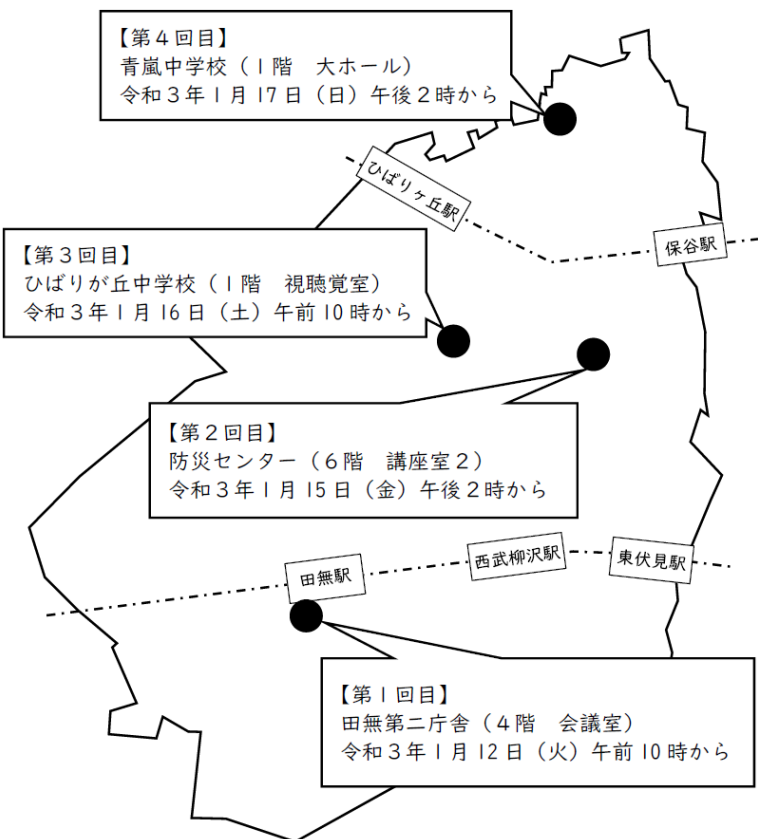 【第４回目】
青嵐中学校（１階　大ホール）
令和３年１月17日（日）午後２時から
ひばりヶ丘駅
保谷駅
【第３回目】
ひばりが丘中学校（１階　視聴覚室）
令和３年１月16日（土）午前10時から
【第２回目】
防災センター（６階　講座室２）
令和３年１月15日（金）午後２時から
西武柳沢駅
東伏見駅
田無駅
【第１回目】
田無第二庁舎（４階　会議室）
令和３年１月12日（火）午前10時から